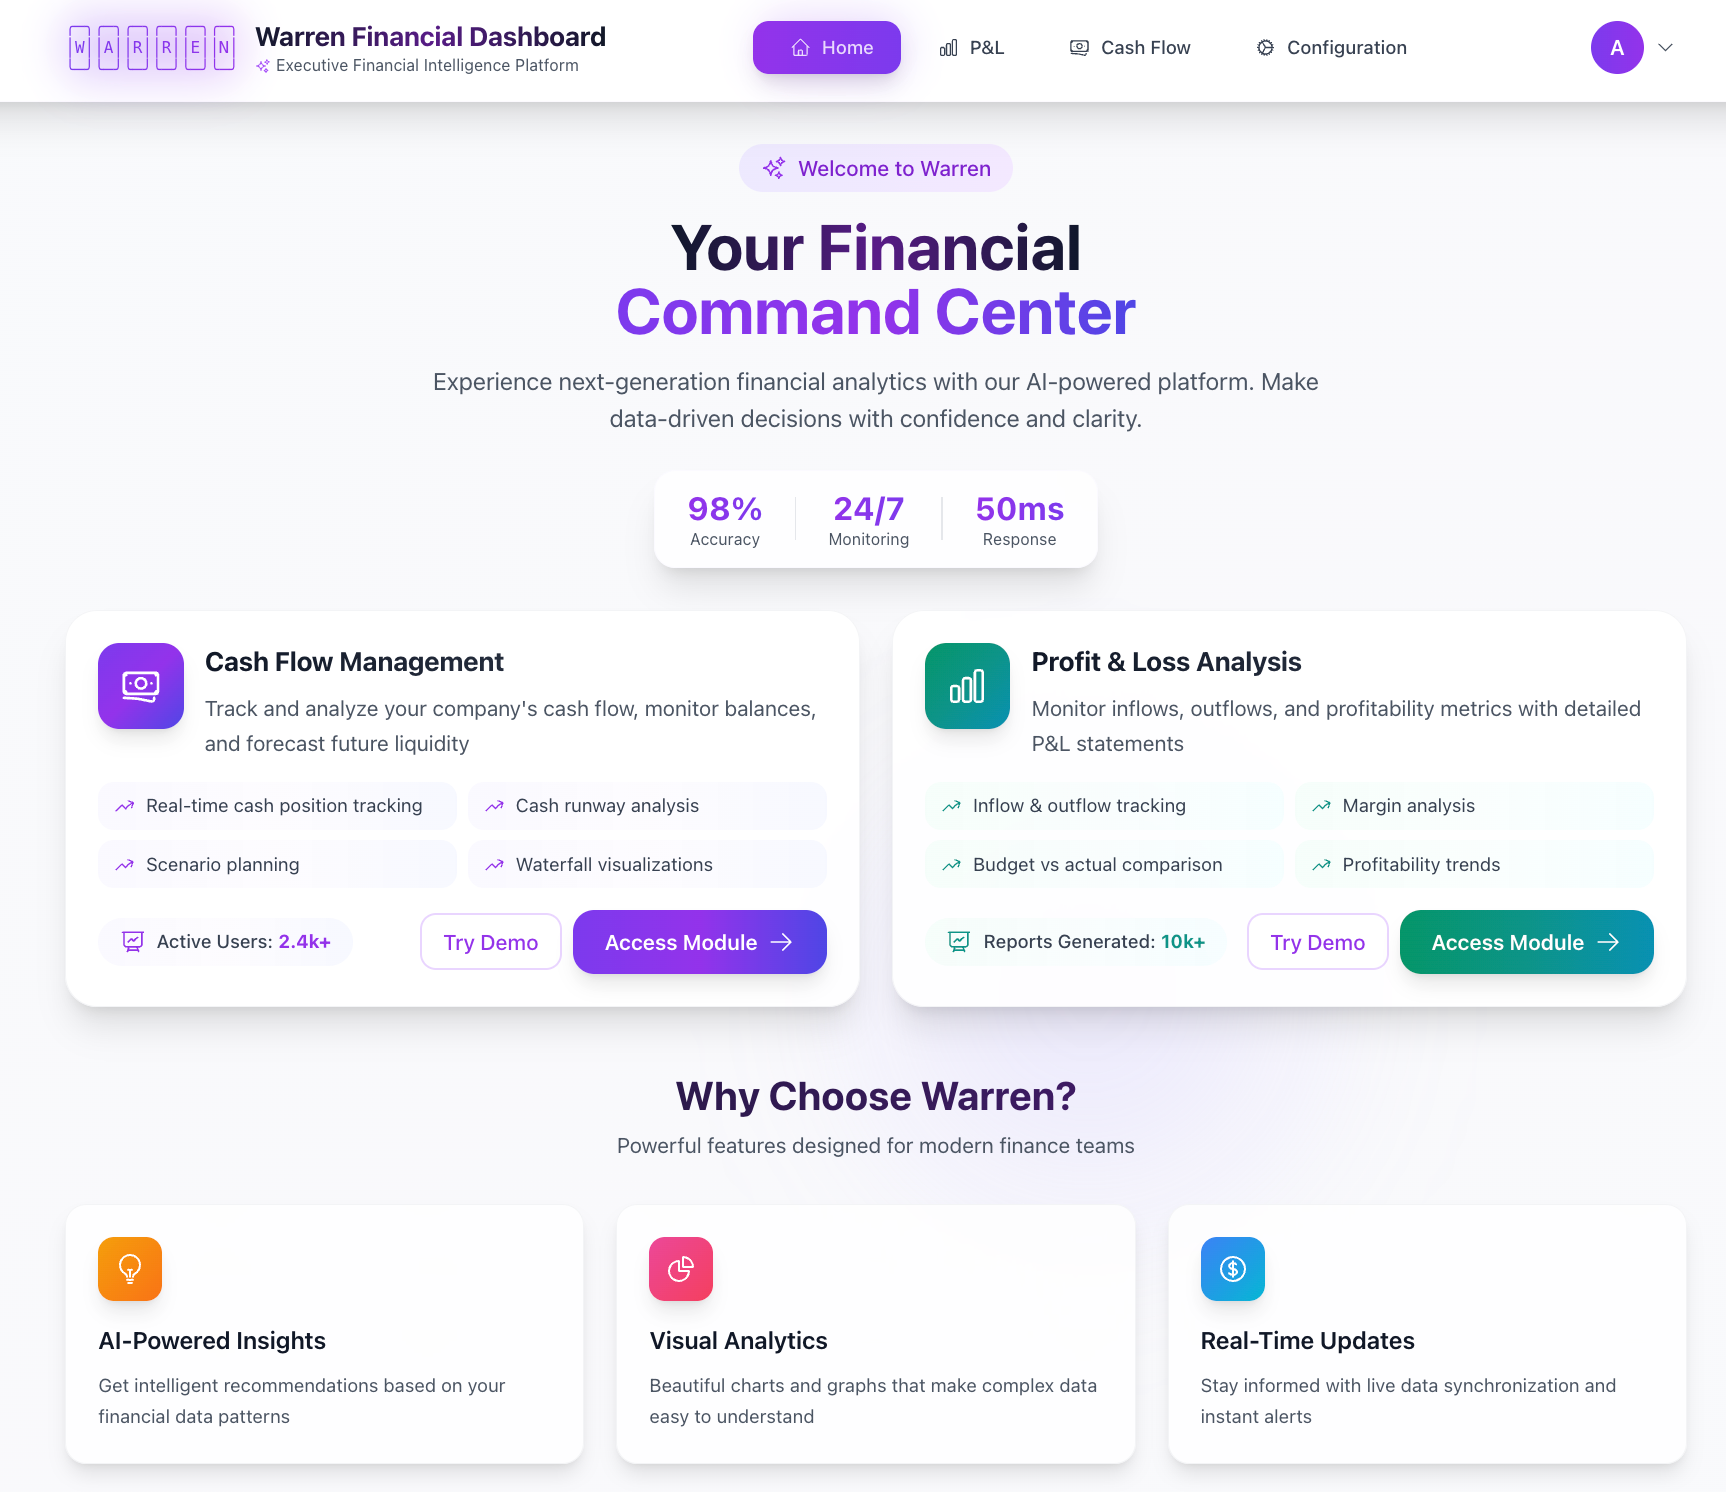 WARREN
Warren Financial Dashboard
Executive Financial Intelligence Platform
Home
P&L
Cash Flow
Configuration
A
Welcome to Warren
Your Financial
Command Center
Experience next-generation financial analytics with our AI-powered platform. Make
data-driven decisions with confidence and clarity.
98%
Accuracy
24/7
Monitoring
50ms
Response
Cash Flow Management
Track and analyze your company's cash flow, monitor balances,
and forecast future liquidity
Real-time cash position tracking
Cash runway analysis
Scenario planning
Waterfall visualizations
Active Users: 2.4k+
Try Demo
Access Module
Profit & Loss Analysis
Monitor inflows, outflows, and profitability metrics with detailed
P&L statements
Inflow & outflow tracking
Margin analysis
Budget vs actual comparison
Profitability trends
Reports Generated: 10k+
Try Demo
Access Module
Why Choose Warren?
Powerful features designed for modern finance teams
AI-Powered Insights
Get intelligent recommendations based on your
financial data patterns
Visual Analytics
Beautiful charts and graphs that make complex data
easy to understand
Real-Time Updates
Stay informed with live data synchronization and
instant alerts